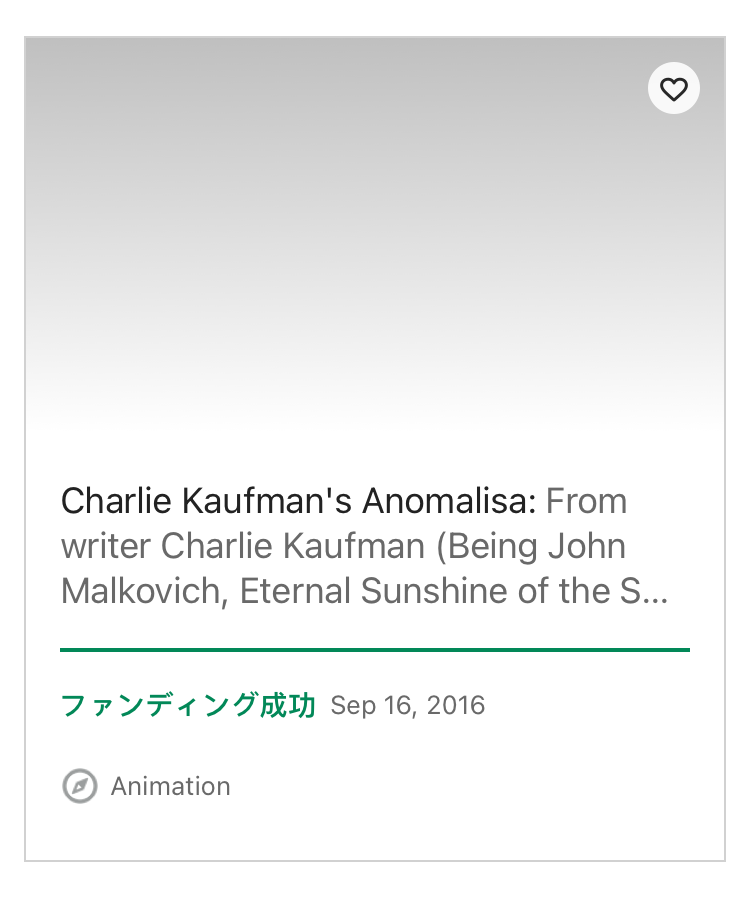 Charlie Kaufman's Anomalisa: From
writer Charlie Kaufman (Being John
Malkovich, Eternal Sunshine of the S...
ファンディング成功 Sep 16, 2016
Animation